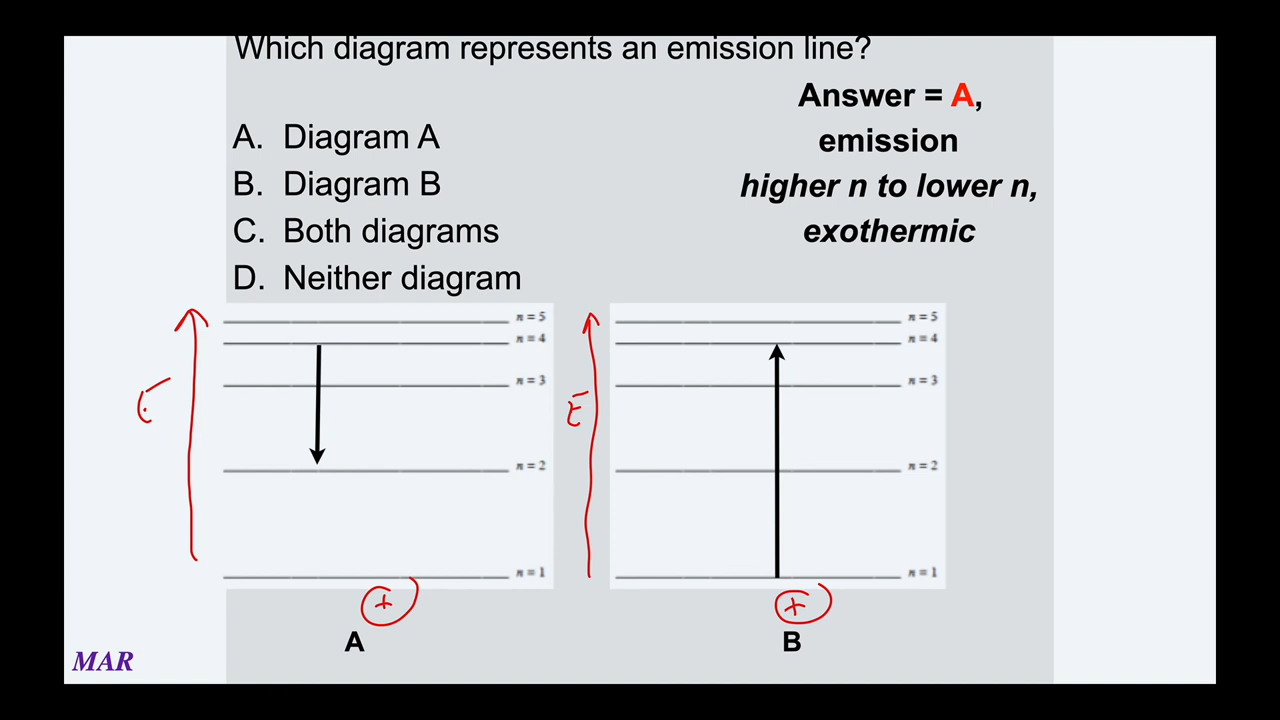 Which diagram represents an emission line?
Answer = A,
emission
higher n to lower n,
exothermic
A. Diagram A
B. Diagram B
C. Both diagrams
D. Neither diagram
n = 5
n = 4
n = 3
n = 2
n = 1
E
n = 5
n = 4
n = 3
n = 2
n = 1
E
+
+
A
B
MAR